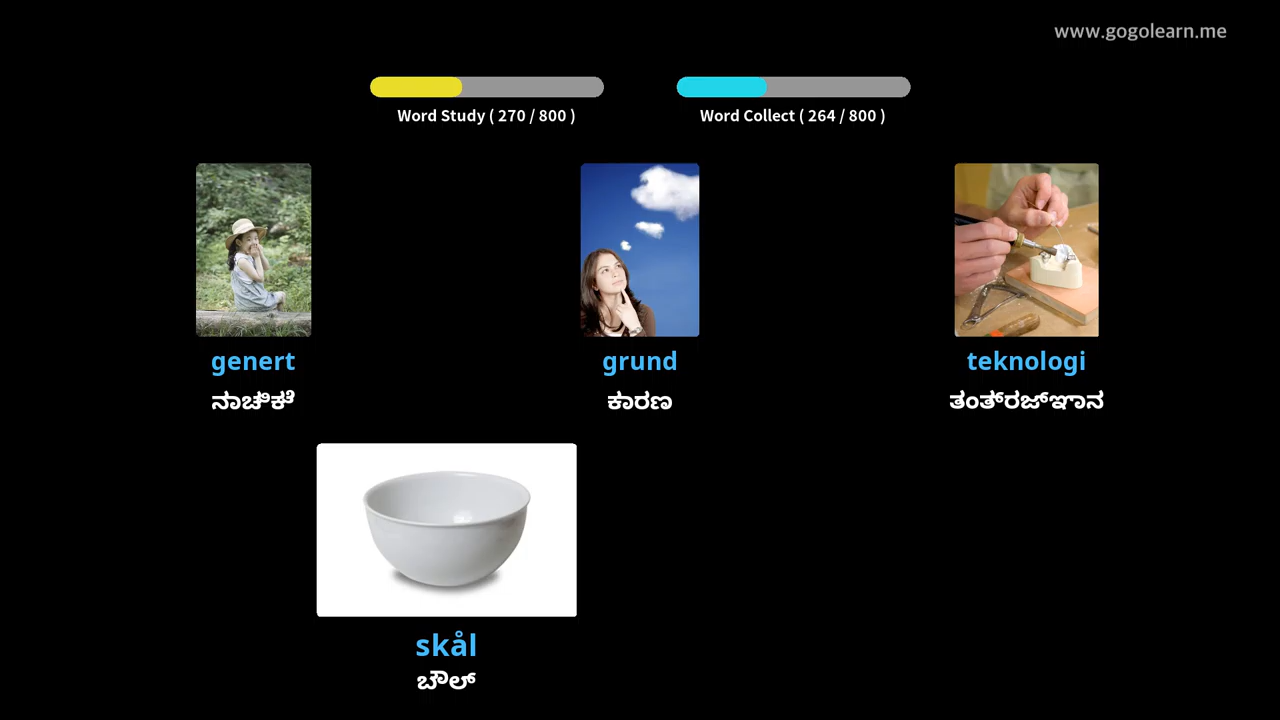 www.gogolearn.me
Word Study ( 270 / 800 )
Word Collect ( 264 / 800 )
genert
ನಾಚಿಕೆ
grund
ಕಾರಣ
teknologi
ತಂತ್ರಜ್ಞಾನ
skål
ಬೌಲ್